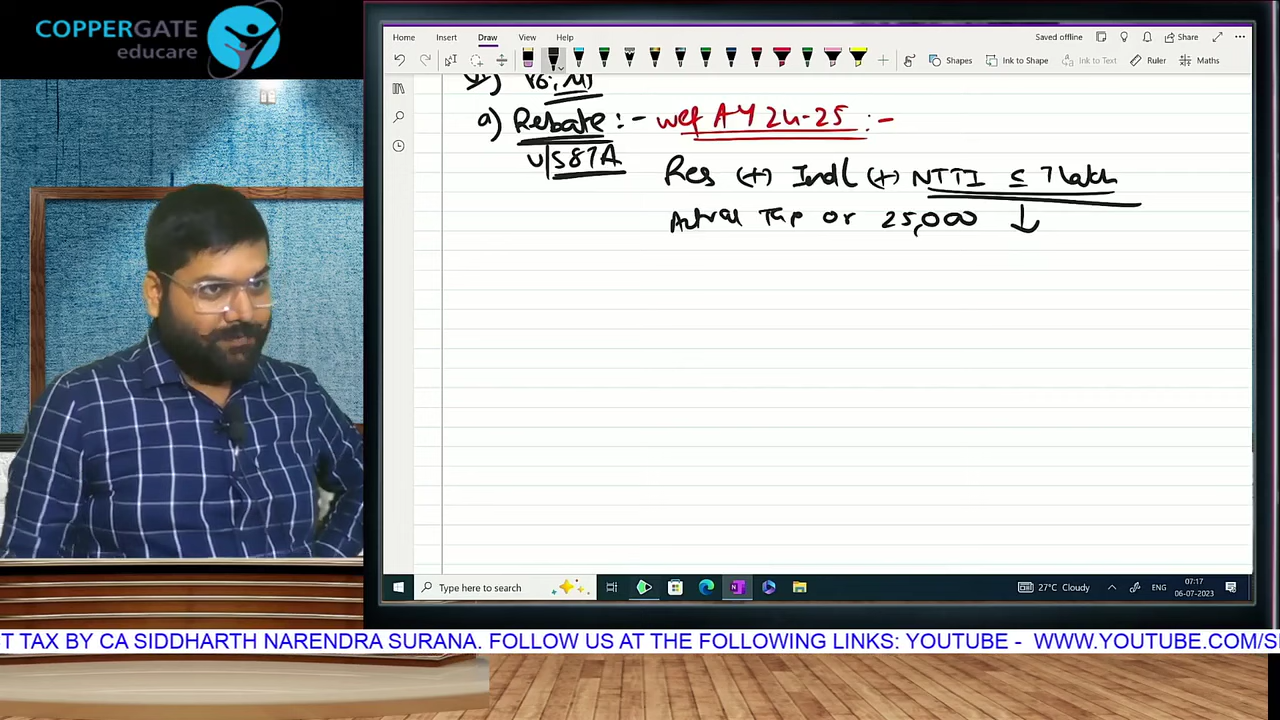 COPPERGATE
educare
Home Insert Draw View Help
Saved offline
Share
Shapes
Ink to Shape
Ink to Text
Ruler
Maths
a) Rebate :- wef AY 24-25 :-
u/s 87A
Res (+) Indl (+) NTTI ≤ 7 lakh
Actual Tap or 25,000 ↓
Type here to search
27°C Cloudy
ENG
07:17
06-07-2023
T TAX BY CA SIDDHARTH NARENDRA SURANA. FOLLOW US AT THE FOLLOWING LINKS: YOUTUBE - WWW.YOUTUBE.COM/S